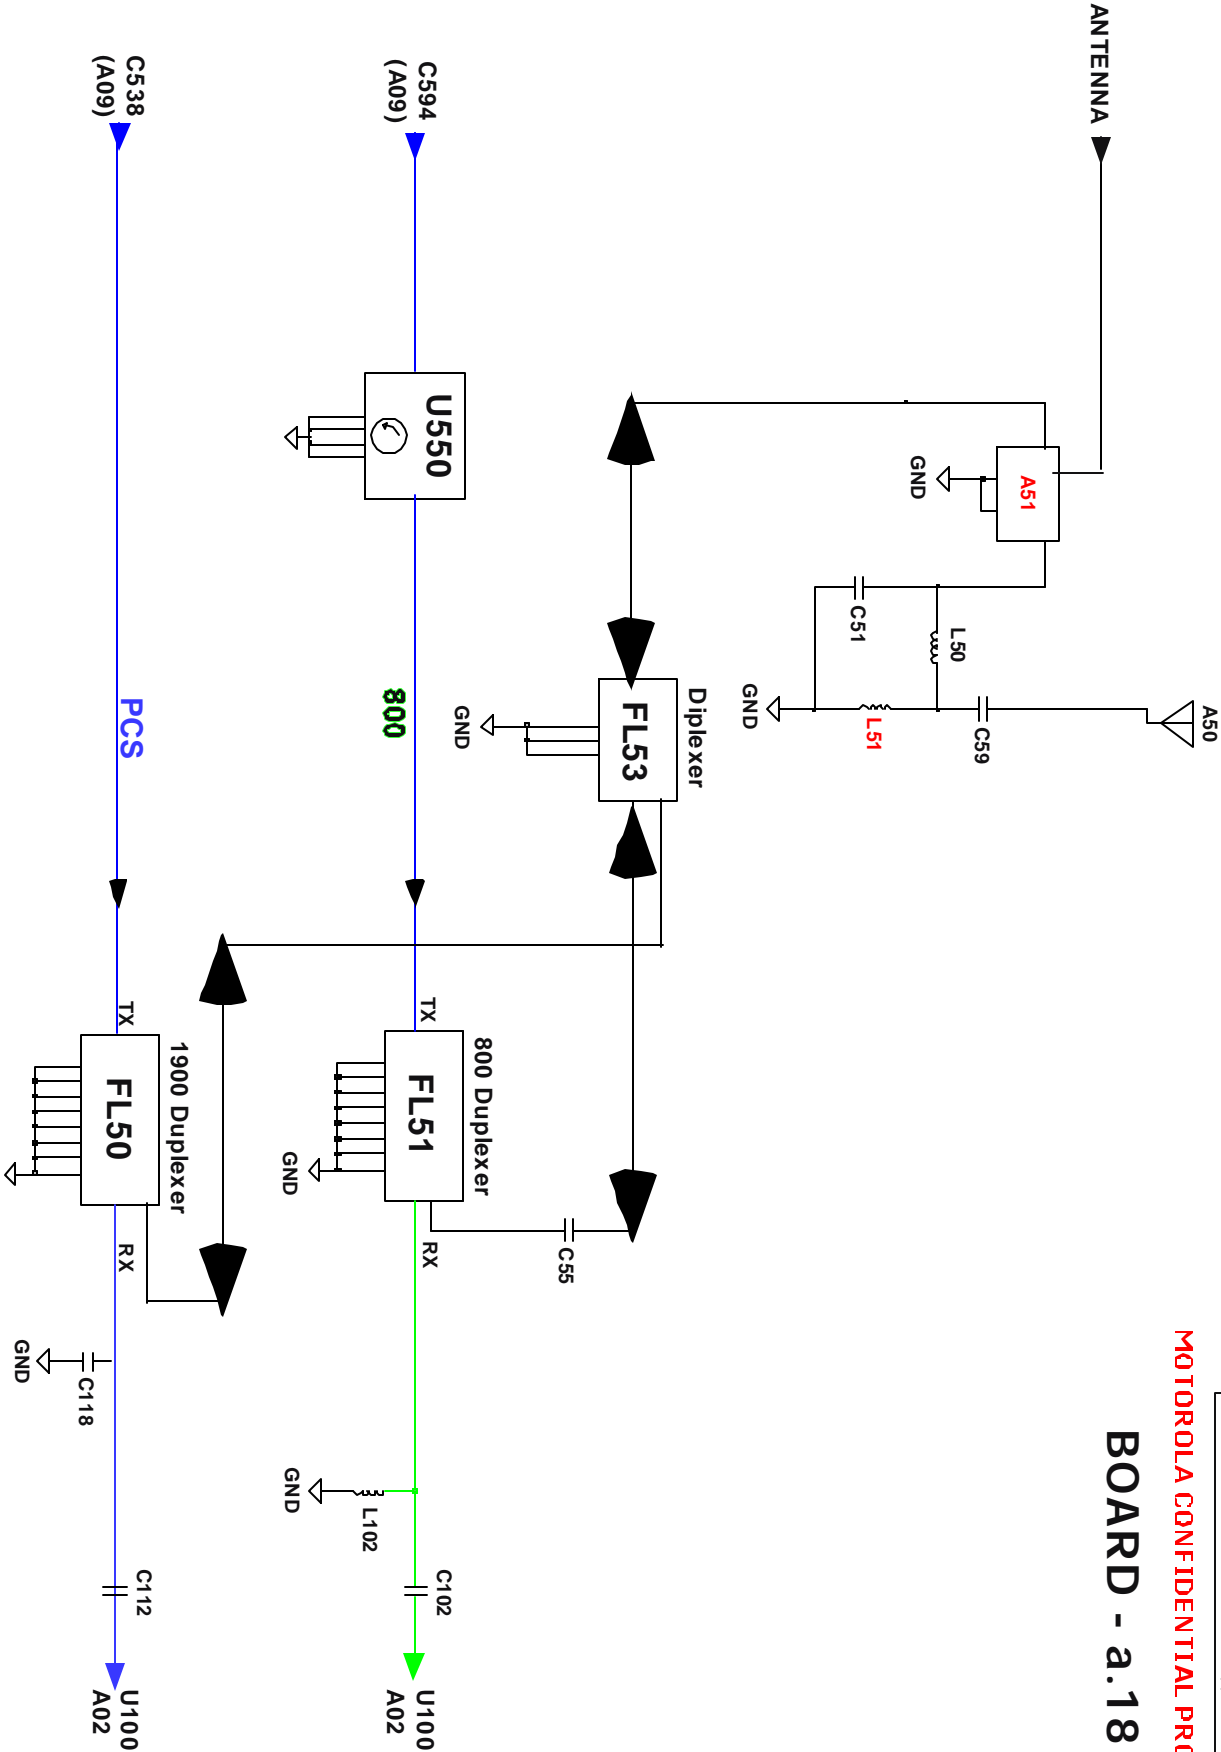 ANTENNA
C538
(A09)
C594
(A09)
A50
A51
GND
U550
C51
L50
L51
C59
GND
Diplexer
FL53
GND
800
PCS
TX
1900 Duplexer
FL50
RX
TX
800 Duplexer
FL51
GND
RX
C55
GND
C118
GND
L102
C112
C102
U100
A02
U100
A02
MOTOROLA CONFIDENTIAL
BOARD - a.18